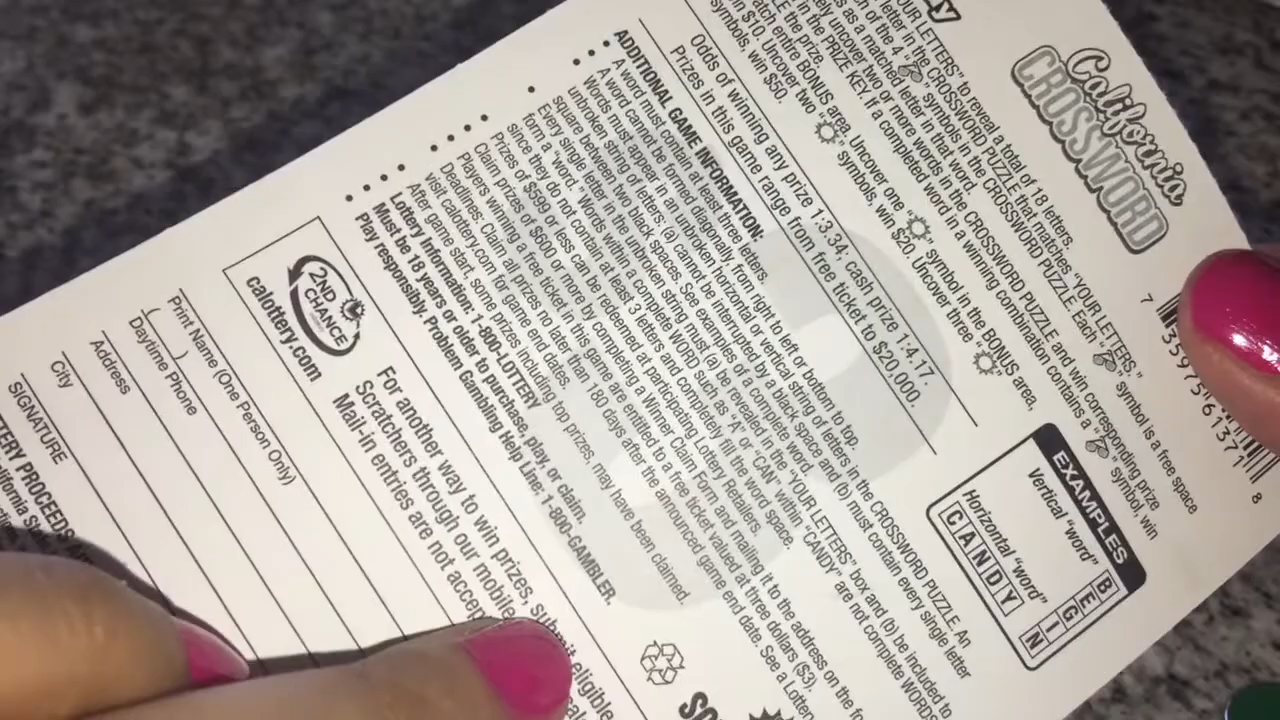 California
CROSSWORD
YOUR LETTERS" to reveal a total of 18 letters.
letter in the CROSSWORD PUZZLE that matches "YOUR LETTERS."
of the 4 symbols in the CROSSWORD PUZZLE. Each symbol is a free space
as a matched letter in that word.
uncover two or more words in the CROSSWORD PUZZLE and win corresponding prize
in the PRIZE KEY. If a completed word in a winning combination contains a symbol, win
the prize.
entire BONUS area. Uncover one symbol in the BONUS area,
win $10. Uncover two symbols, win $20. Uncover three
symbols, win $50.
Odds of winning any prize 1:3.34; cash prize 1:4.17.
Prizes in this game range from free ticket to $20,000.
EXAMPLES
Vertical "word"
Horizontal "word"
BEGIN
CANDY
7 35975 61371 8
ADDITIONAL GAME INFORMATION:
• A word must contain at least three letters.
• A word cannot be formed diagonally from right to left or bottom to top.
• Words must appear in an unbroken horizontal or vertical string of letters in the CROSSWORD PUZZLE. An
unbroken string of letters: (a) cannot be interrupted by a black space and (b) must contain every single letter
square between two black spaces. See examples of a complete word.
• Every single letter in the unbroken string must (a) be revealed in the "YOUR LETTERS" box and (b) be included to
form a "word." Words within a complete WORD such as "A" or "CAN" within "CANDY" are not complete WORDS
since they do not contain at least 3 letters and completely fill the word space.
• Prizes of $599 or less can be redeemed at participating Lottery Retailers.
• Claim prizes of $600 or more by completing a Winner Claim Form and mailing it to the address on the
• Players winning a free ticket in this game are entitled to a free ticket valued at three dollars ($3).
• Deadlines: Claim all prizes no later than 180 days after the announced game end date. See a Lottery
Visit calottery.com for game end dates.
• After game start, some prizes including top prizes, may have been claimed.
• Lottery Information: 1-800-LOTTERY
• Must be 18 years or older to purchase, play, or claim.
• Play responsibly. Problem Gambling Help Line: 1-800-GAMBLER.
2ND CHANCE
calottery.com
For another way to win prizes, submit eligible
Scratchers through our mobile
Mail-in entries are not accep
Print Name (One Person Only)
( )
Daytime Phone
Address
City
SIGNATURE
TTERY PROCEEDS